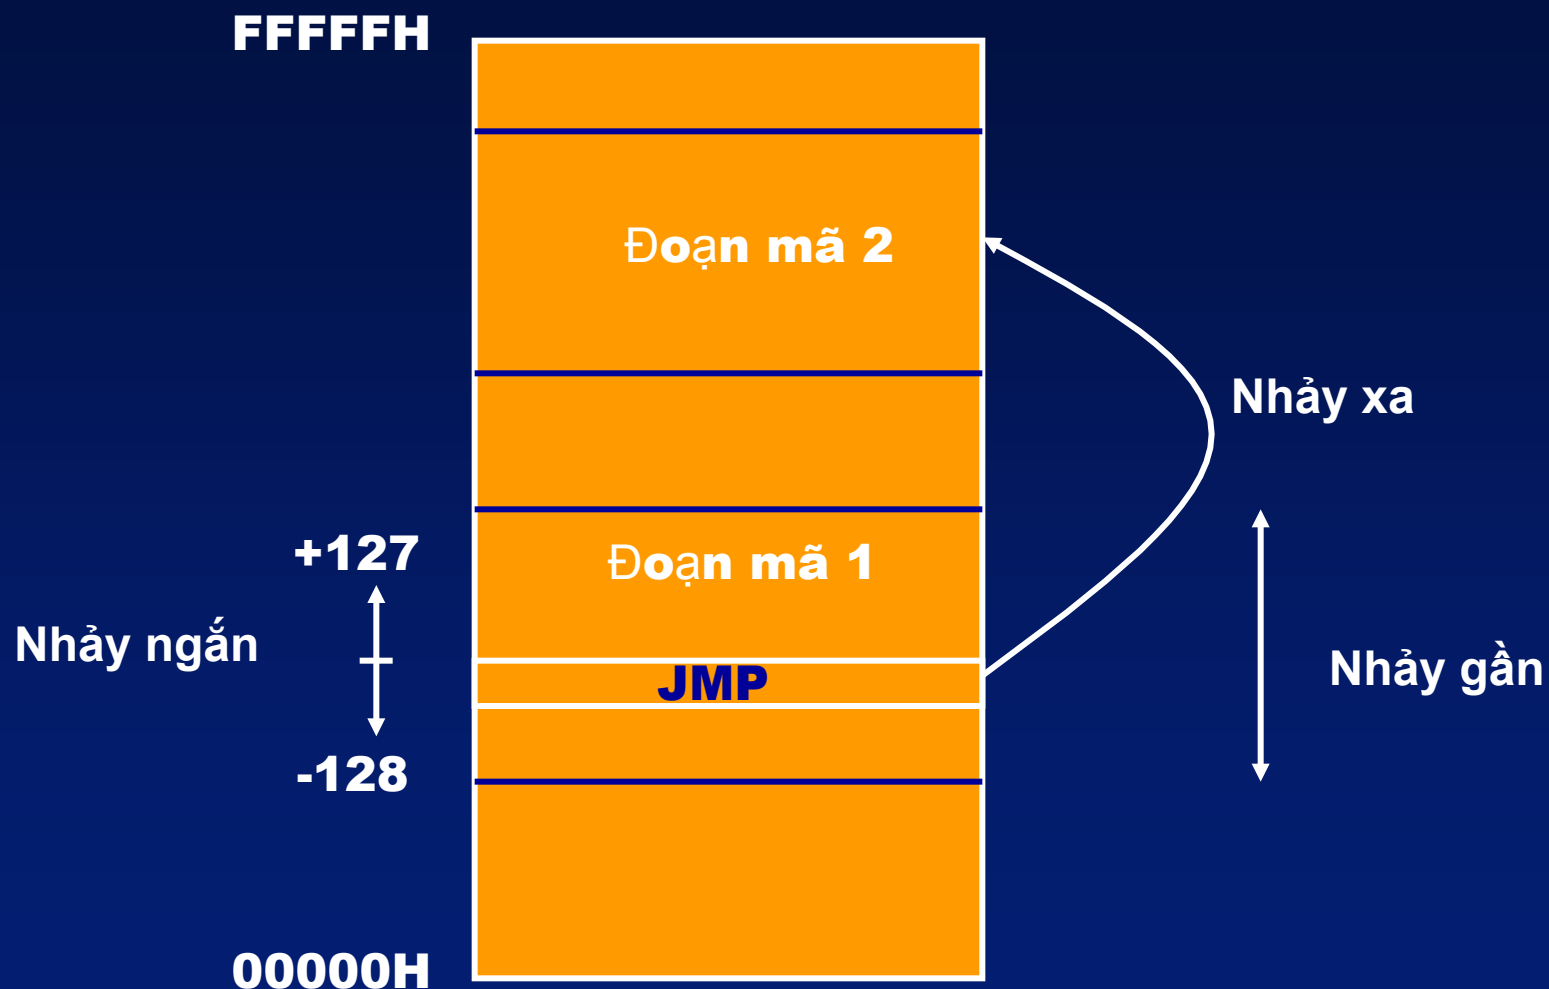 FFFFFH
Đoạn mã 2
Nhảy xa
+127
Đoạn mã 1
Nhảy ngắn
JMP
Nhảy gần
-128
00000H